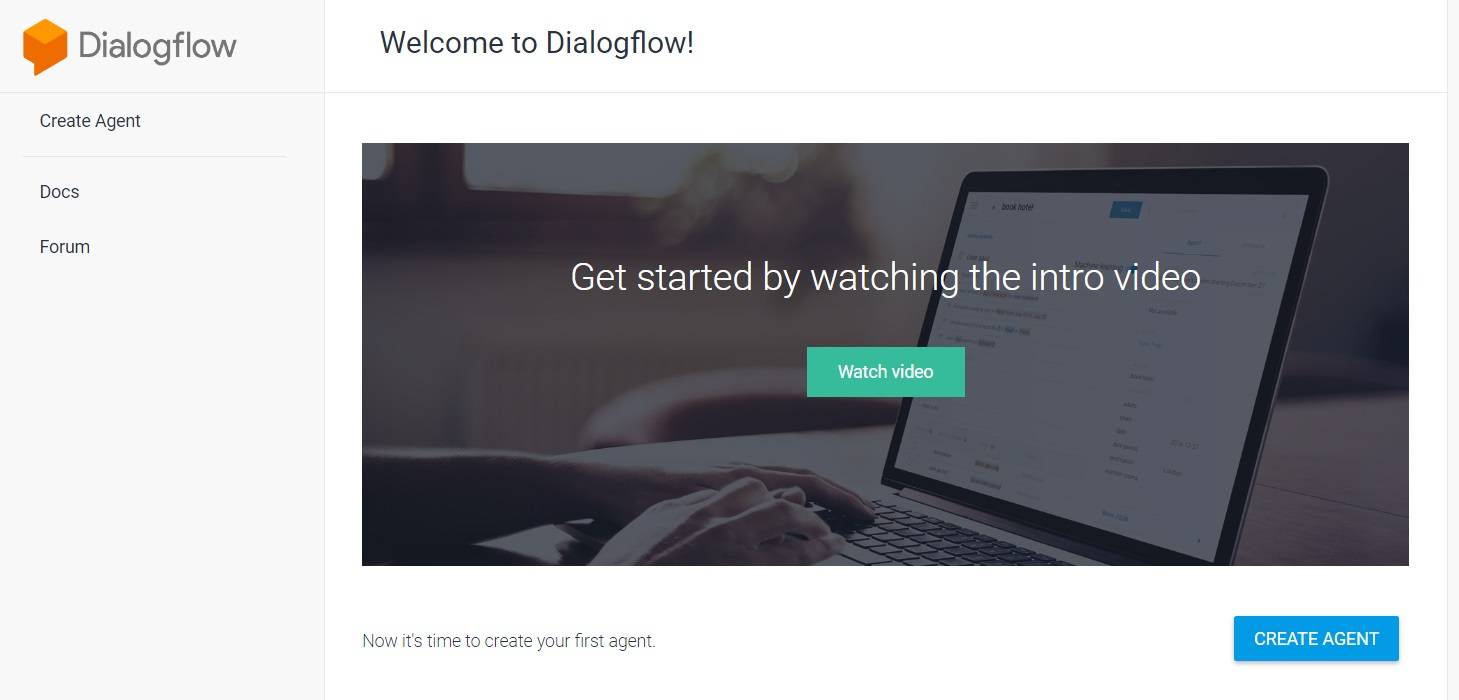 Dialogflow
Welcome to Dialogflow!
Create Agent
Docs
Forum
book hotel
Get started by watching the intro video
Watch video
Now it's time to create your first agent.
CREATE AGENT